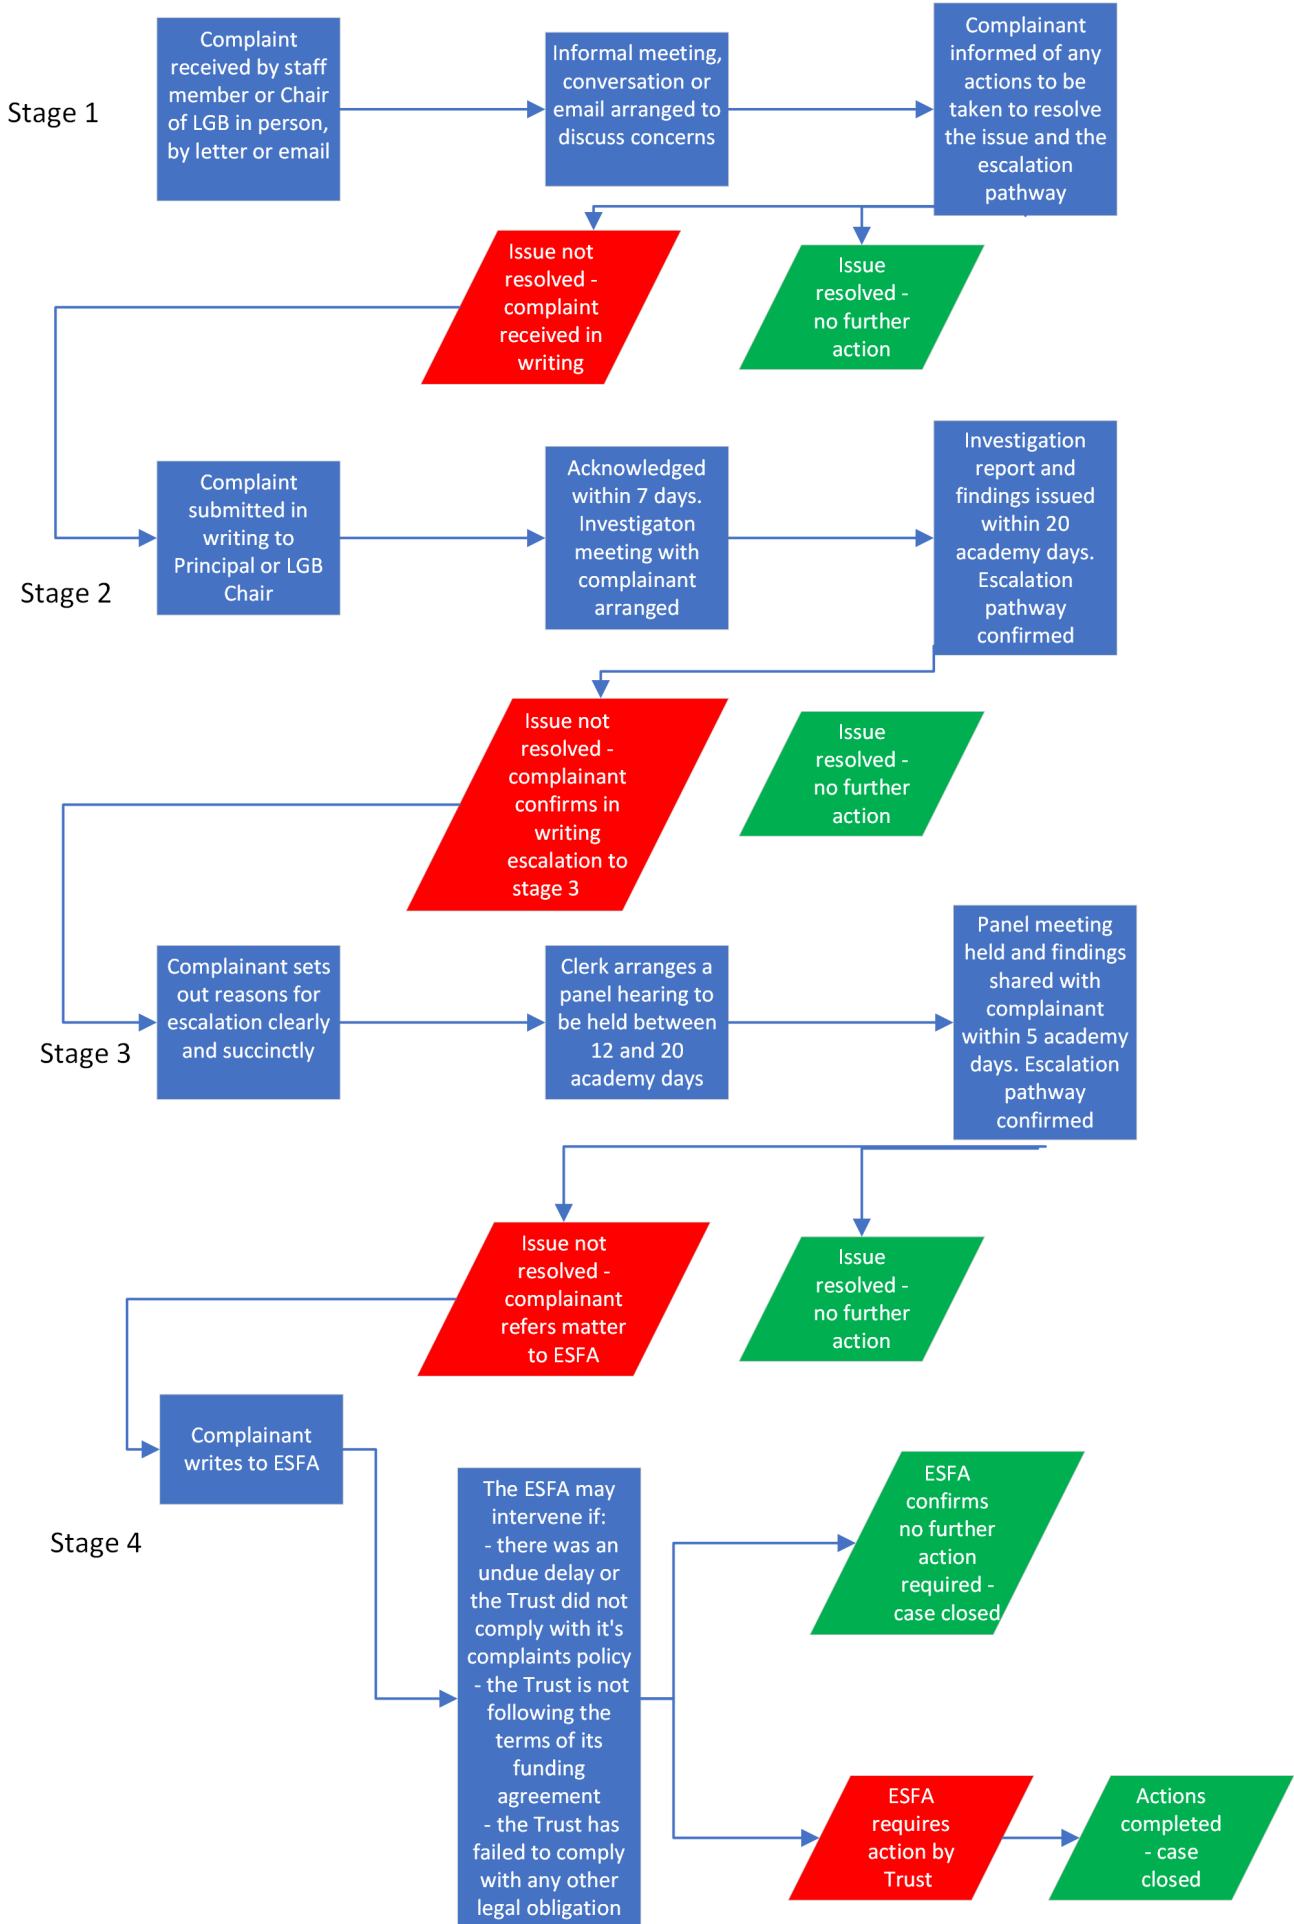 Stage 1
Complaint
received by staff
member or Chair
of LGB in person,
by letter or email
Informal meeting,
conversation or
email arranged to
discuss concerns
Complainant
informed of any
actions to be
taken to resolve
the issue and the
escalation
pathway
Issue not
resolved -
complaint
received in
writing
Issue
resolved -
no further
action
Stage 2
Complaint
submitted in
writing to
Principal or LGB
Chair
Acknowledged
within 7 days.
Investigaton
meeting with
complainant
arranged
Investigation
report and
findings issued
within 20
academy days.
Escalation
pathway
confirmed
Issue not
resolved -
complainant
confirms in
writing
escalation to
stage 3
Issue
resolved -
no further
action
Stage 3
Complainant sets
out reasons for
escalation clearly
and succinctly
Clerk arranges a
panel hearing to
be held between
12 and 20
academy days
Panel meeting
held and findings
shared with
complainant
within 5 academy
days. Escalation
pathway
confirmed
Issue not
resolved -
complainant
refers matter
to ESFA
Issue
resolved -
no further
action
Stage 4
Complainant
writes to ESFA
The ESFA may
intervene if:
- there was an
undue delay or
the Trust did not
comply with it's
complaints policy
- the Trust is not
following the
terms of its
funding
agreement
- the Trust has
failed to comply
with any other
legal obligation
ESFA
confirms
no further
action
required -
case closed
ESFA
requires
action by
Trust
Actions
completed
- case
closed